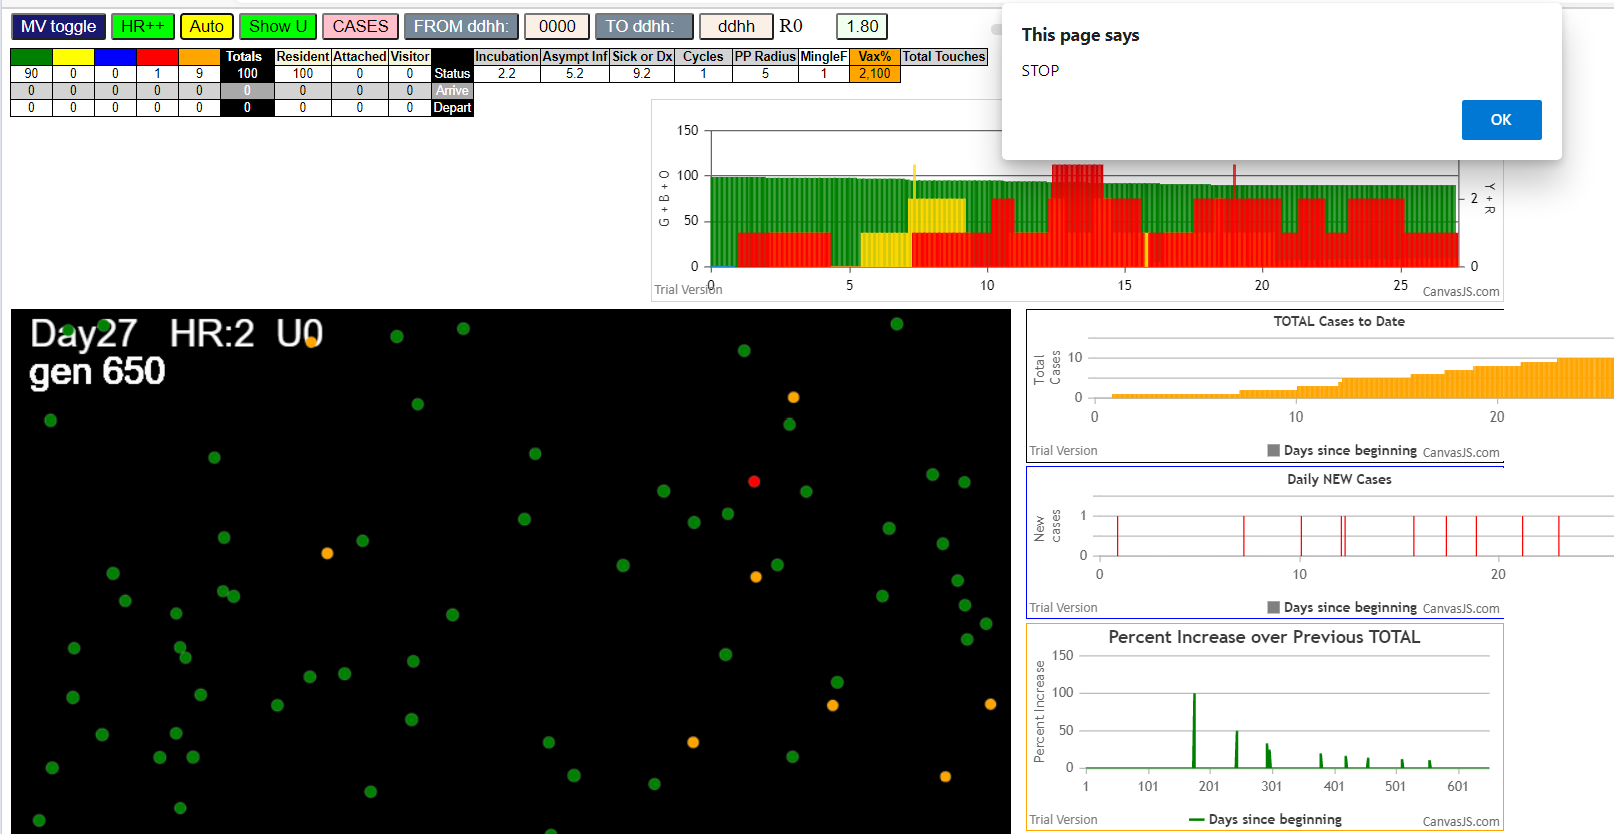 MV toggle HR++ Auto Show U CASES FROM ddhh: 0000 TO ddhh: ddhh R0 1.80
This page says
STOP
OK
Totals Resident Attached Visitor Incubation Asympt Inf Sick or Dx Cycles PP Radius MingleF Vax% Total Touches
90 0 0 1 9 100 100 0 0 Status 2.2 5.2 9.2 1 5 1 2,100
0 0 0 0 0 0 0 0 0 Arrive
0 0 0 0 0 0 0 0 0 Depart
150
100
50
0
G + B + O
2
0
Y + R
0 5 10 15 20 25
Trial Version CanvasJS.com
Day27 HR:2 U0
gen 650
TOTAL Cases to Date
Total
Cases
10
0
0 10 20
Days since beginning
Trial Version CanvasJS.com
Daily NEW Cases
New
cases
1
0
0 10 20
Days since beginning
Trial Version CanvasJS.com
Percent Increase over Previous TOTAL
Percent Increase
150
100
50
0
1 101 201 301 401 501 601
Days since beginning
Trial Version CanvasJS.com